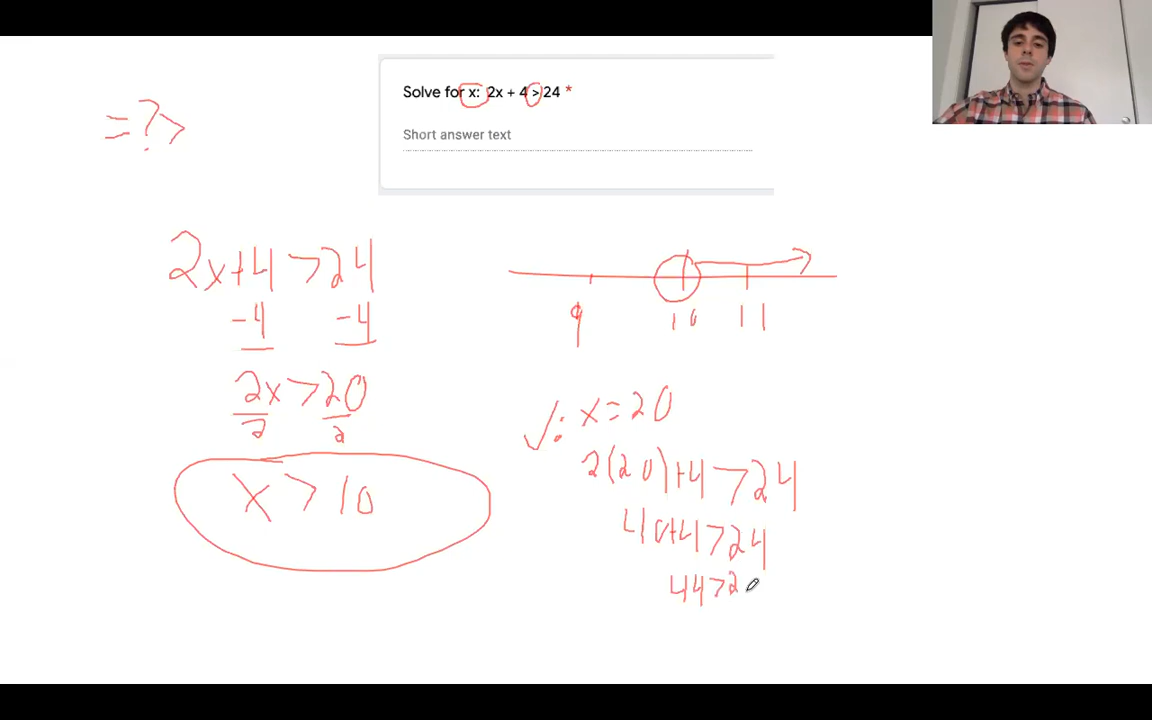 Solve for x: 2x + 4 > 24 *
Short answer text
= ? >
2x+4 > 24
-4 -4
2x > 20
2 2
x > 10
9 10 11
✓: x = 20
2(20)+4 > 24
40+4 > 24
44 > 2